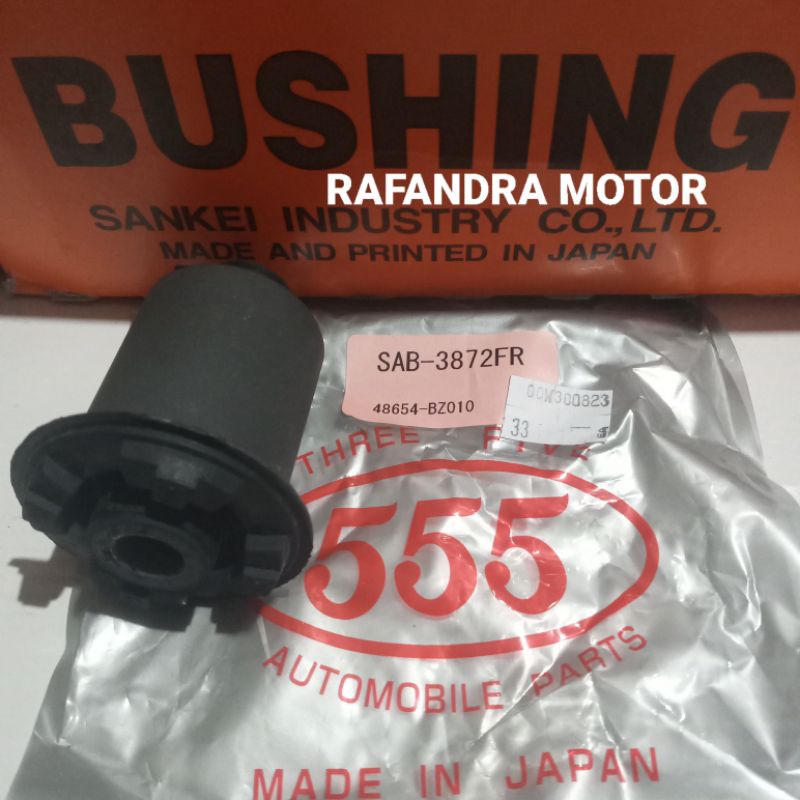 BUSHING
RAFANDRA MOTOR
SANKEI INDUSTRY CO., LTD.
MADE AND PRINTED IN JAPAN
SAB-3872FR
48654-BZ010
33
THREE FIVE
555
AUTOMOBILE PARTS
MADE IN JAPAN